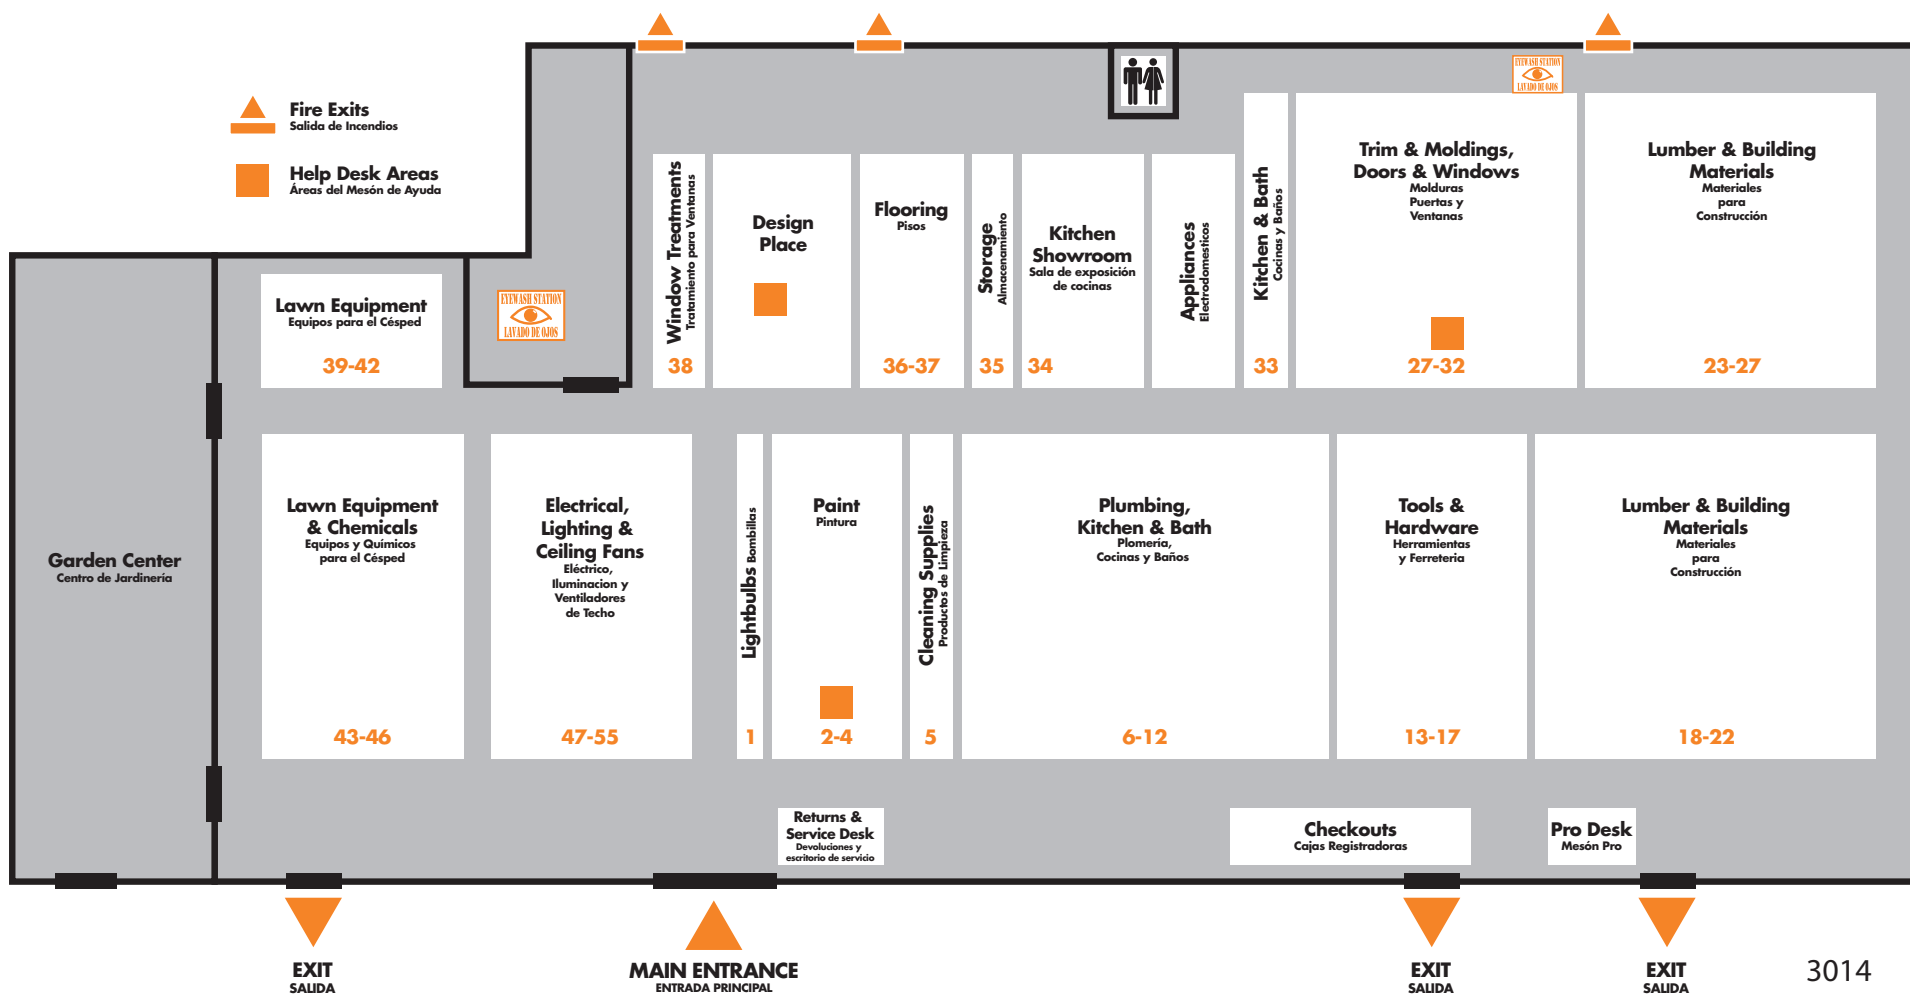 Fire Exits
Salida de Incendios
Help Desk Areas
Áreas del Mesón de Ayuda
EYEWASH STATION
LAVADO DE OJOS
Lawn Equipment
Equipos para el Césped
39-42
EYEWASH STATION
LAVADO DE OJOS
Window Treatments
Tratamiento para Ventanas
38
Design
Place
Flooring
Pisos
36-37
Storage
Almacenamiento
35
Kitchen
Showroom
Sala de exposición
de cocinas
34
Appliances
Electrodomesticos
Kitchen & Bath
Cocinas y Baños
33
Trim & Moldings,
Doors & Windows
Molduras
Puertas y
Ventanas
27-32
Lumber & Building
Materials
Materiales
para
Construcción
23-27
Garden Center
Centro de Jardinería
Lawn Equipment
& Chemicals
Equipos y Químicos
para el Césped
43-46
Electrical,
Lighting &
Ceiling Fans
Eléctrico,
Iluminacion y
Ventiladores
de Techo
47-55
Lightbulbs Bombillas
1
Paint
Pintura
2-4
Cleaning Supplies
Productos de Limpieza
5
Plumbing,
Kitchen & Bath
Plomería,
Cocinas y Baños
6-12
Tools &
Hardware
Herramientas
y Ferreteria
13-17
Lumber & Building
Materials
Materiales
para
Construcción
18-22
Returns &
Service Desk
Devoluciones y
escritorio de servicio
Checkouts
Cajas Registradoras
Pro Desk
Mesón Pro
EXIT
SALIDA
MAIN ENTRANCE
ENTRADA PRINCIPAL
EXIT
SALIDA
EXIT
SALIDA
3014